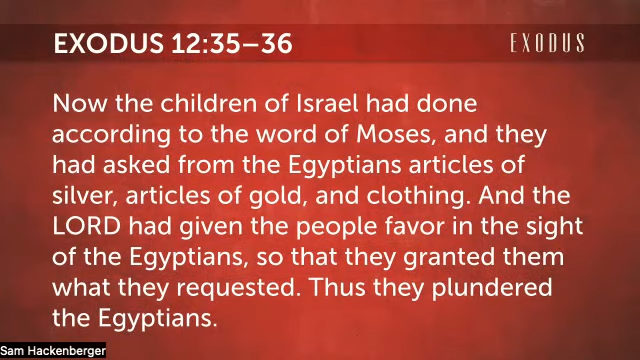 EXODUS 12:35–36
EXODUS
Now the children of Israel had done
according to the word of Moses, and they
had asked from the Egyptians articles of
silver, articles of gold, and clothing. And the
LORD had given the people favor in the sight
of the Egyptians, so that they granted them
what they requested. Thus they plundered
the Egyptians.
Sam Hackenberger